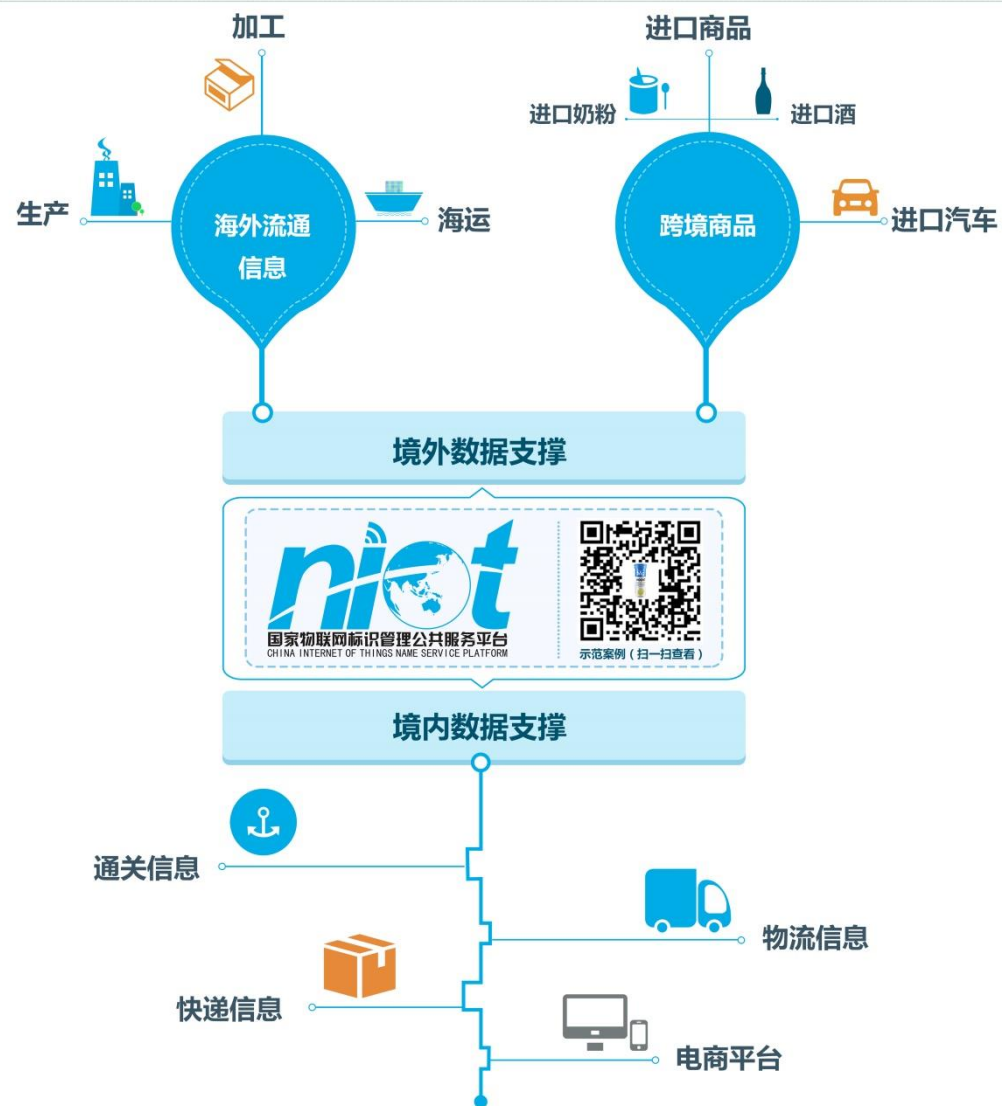 加工
进口商品
进口奶粉
进口酒
生产
海外流通
信息
海运
跨境商品
进口汽车
境外数据支撑
niot
国家物联网标识管理公共服务平台
CHINA INTERNET OF THINGS NAME SERVICE PLATFORM
示范案例（扫一扫查看）
境内数据支撑
通关信息
物流信息
快递信息
电商平台